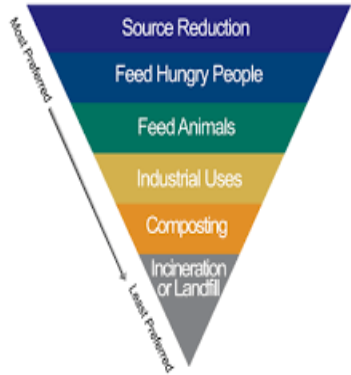 Most Preferred
Source Reduction
Feed Hungry People
Feed Animals
Industrial Uses
Composting
Incineration
or Landfill
Least Preferred